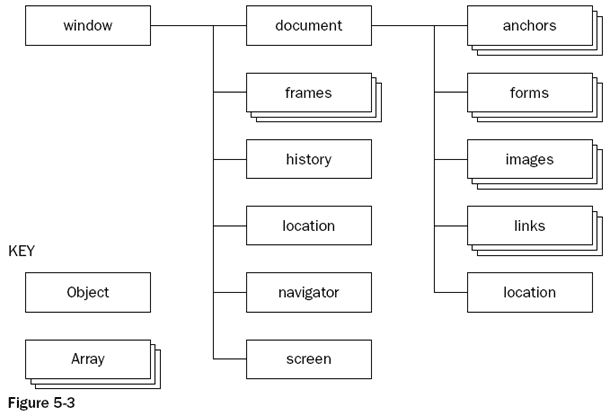 window
document
anchors
frames
forms
history
images
location
links
KEY
Object
navigator
location
Array
screen
Figure 5-3